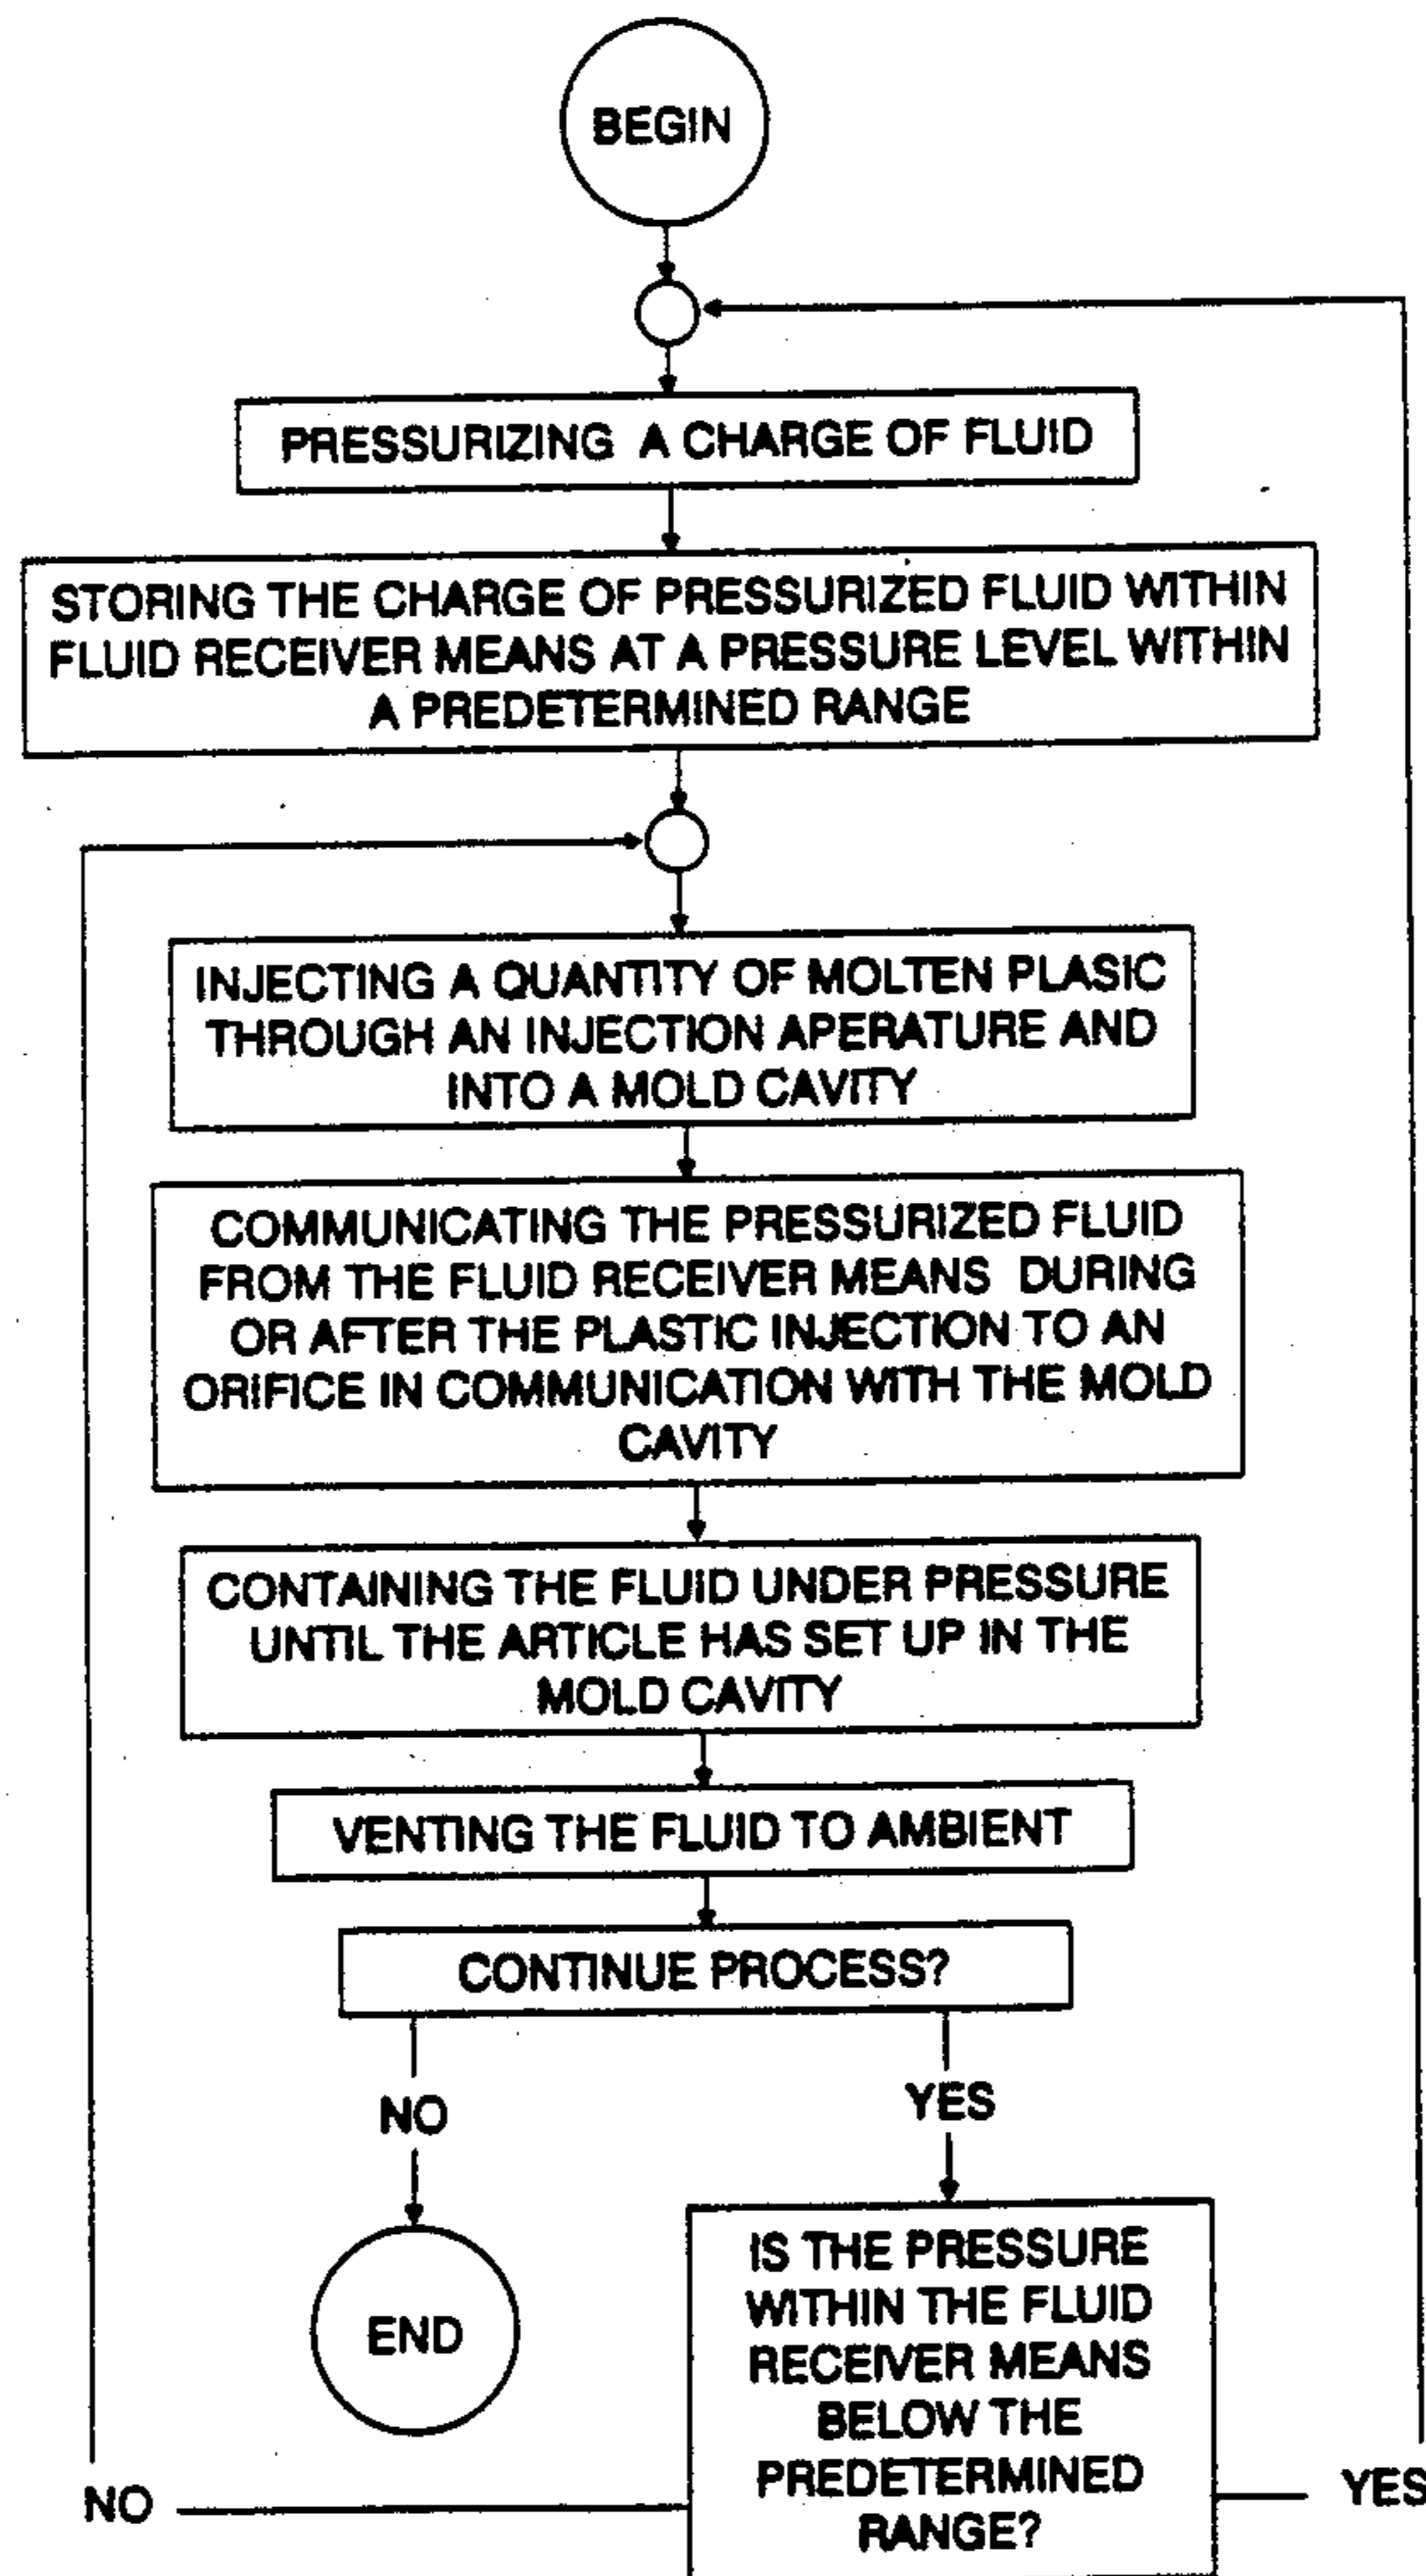 BEGIN
PRESSURIZING A CHARGE OF FLUID
STORING THE CHARGE OF PRESSURIZED FLUID WITHIN
FLUID RECEIVER MEANS AT A PRESSURE LEVEL WITHIN
A PREDETERMINED RANGE
INJECTING A QUANTITY OF MOLTEN PLASIC
THROUGH AN INJECTION APERATURE AND
INTO A MOLD CAVITY
COMMUNICATING THE PRESSURIZED FLUID
FROM THE FLUID RECEIVER MEANS DURING
OR AFTER THE PLASTIC INJECTION TO AN
ORIFICE IN COMMUNICATION WITH THE MOLD
CAVITY
CONTAINING THE FLUID UNDER PRESSURE
UNTIL THE ARTICLE HAS SET UP IN THE
MOLD CAVITY
VENTING THE FLUID TO AMBIENT
CONTINUE PROCESS?
NO
YES
END
IS THE PRESSURE
WITHIN THE FLUID
RECEIVER MEANS
BELOW THE
PREDETERMINED
RANGE?
NO
YES